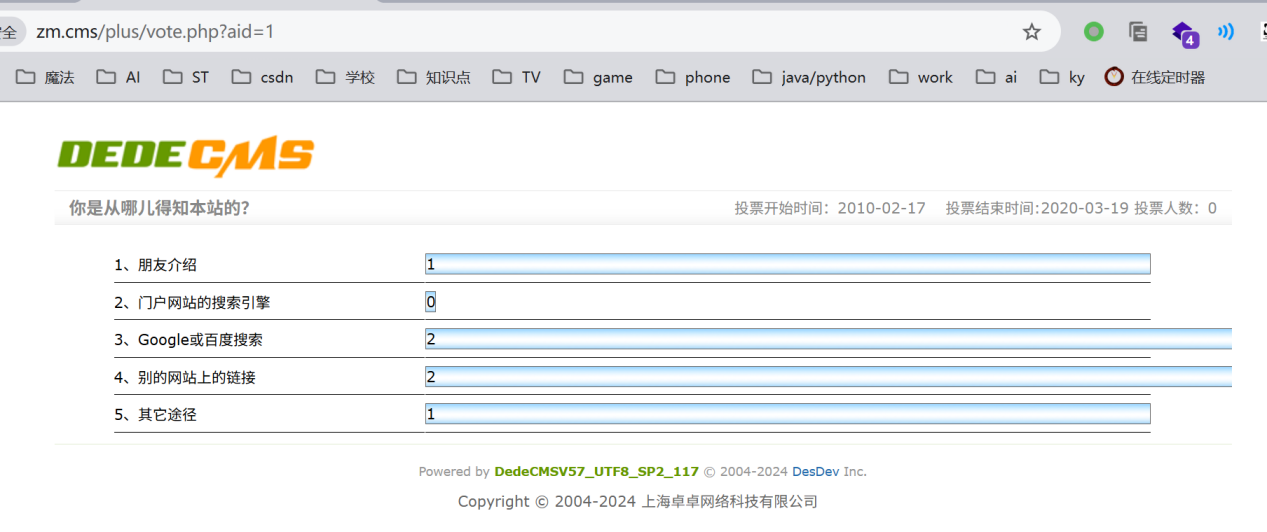 安全 zm.cms/plus/vote.php?aid=1
4
魔法 AI ST csdn 学校 知识点 TV game phone java/python work ai ky 在线定时器
DEDECMS
你是从哪儿得知本站的? 投票开始时间：2010-02-17 投票结束时间:2020-03-19 投票人数：0
1、朋友介绍 1
2、门户网站的搜索引擎 0
3、Google或百度搜索 2
4、别的网站上的链接 2
5、其它途径 1
Powered by DedeCMSV57_UTF8_SP2_117 © 2004-2024 DesDev Inc.
Copyright © 2004-2024 上海卓卓网络科技有限公司